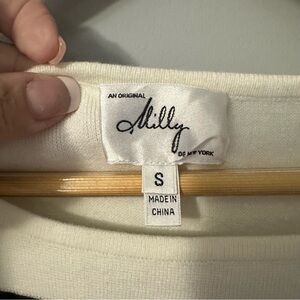 AN ORIGINAL
Milly
OF NEW YORK
S
MADE IN
CHINA